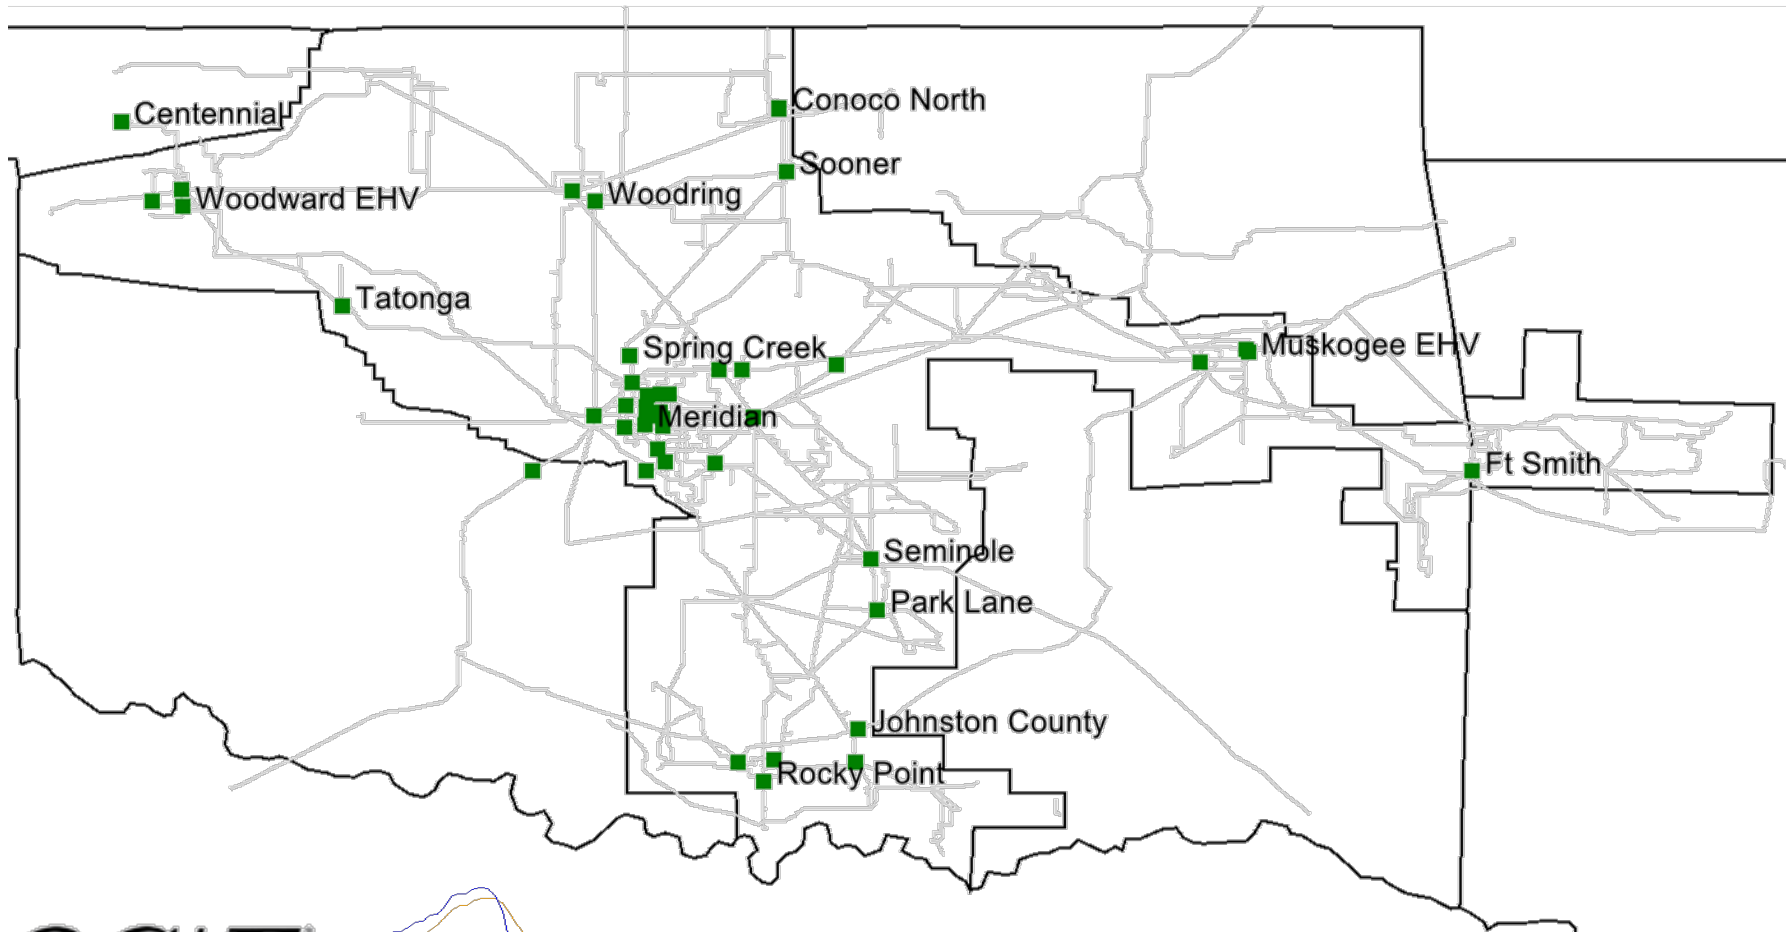 Conoco North
Centennial
Sooner
Woodring
Woodward EHV
Tatonga
Spring Creek
Muskogee EHV
Meridian
Ft Smith
Seminole
Park Lane
Johnston County
Rocky Point